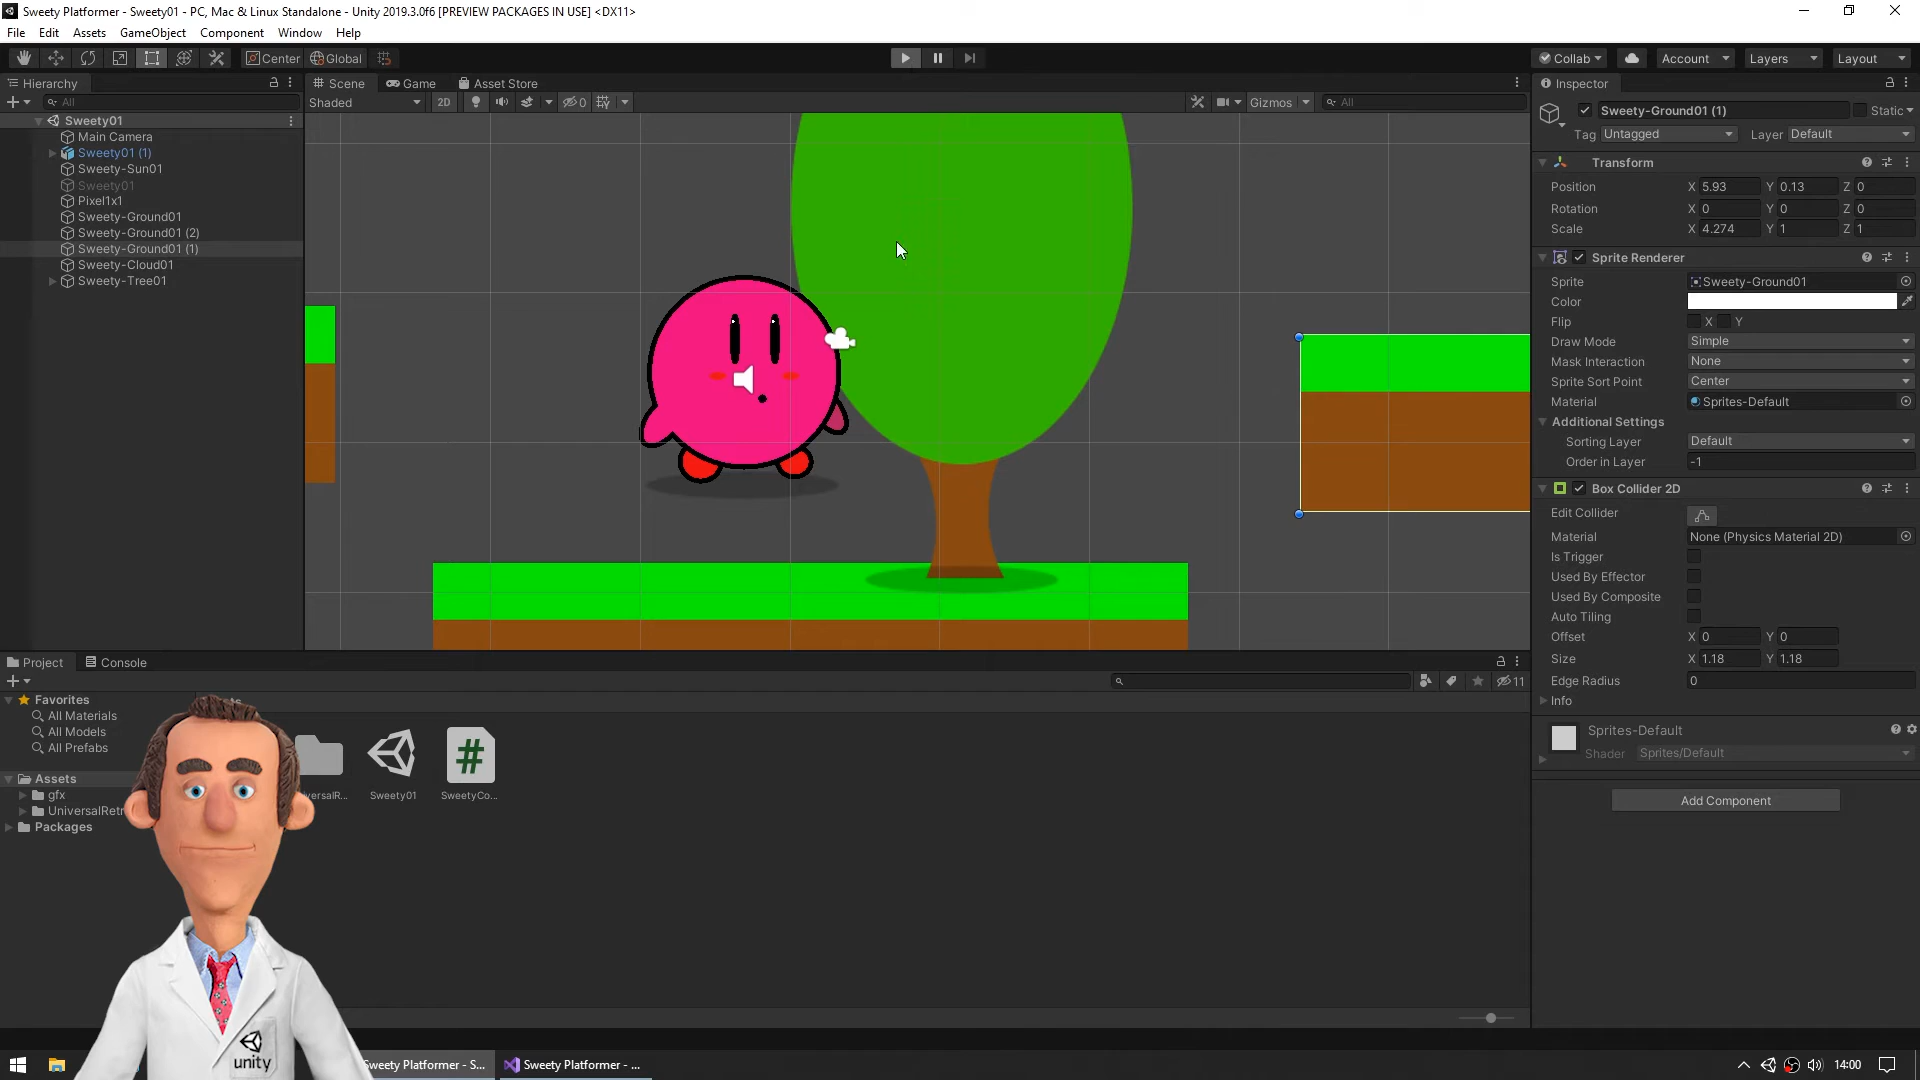 Sweety Platformer - Sweety01 - PC, Mac & Linux Standalone - Unity 2019.3.0f6 [PREVIEW PACKAGES IN USE] <DX11>
File Edit Assets GameObject Component Window Help
Center Global Collab Account Layers Layout
Hierarchy
All
Sweety01
Main Camera
Sweety01 (1)
Sweety-Sun01
Sweety01
Pixel1x1
Sweety-Ground01
Sweety-Ground01 (2)
Sweety-Ground01 (1)
Sweety-Cloud01
Sweety-Tree01
Scene Game Asset Store
Shaded 2D 0 Gizmos All
Inspector
Sweety-Ground01 (1) Static
Tag Untagged Layer Default
Transform
Position X 5.93 Y 0.13 Z 0
Rotation X 0 Y 0 Z 0
Scale X 4.274 Y 1 Z 1
Sprite Renderer
Sprite Sweety-Ground01
Color
Flip X Y
Draw Mode Simple
Mask Interaction None
Sprite Sort Point Center
Material Sprites-Default
Additional Settings
Sorting Layer Default
Order in Layer -1
Box Collider 2D
Edit Collider
Material None (Physics Material 2D)
Is Trigger
Used By Effector
Used By Composite
Auto Tiling
Offset X 0 Y 0
Size X 1.18 Y 1.18
Edge Radius 0
Info
Sprites-Default
Shader Sprites/Default
Add Component
Project Console
11
Favorites
All Materials
All Models
All Prefabs
Assets
gfx
UniversalRet
Packages
versalR...
Sweety01
#
SweetyCo...
unity
Sweety Platformer - S...
Sweety Platformer - ...
14:00